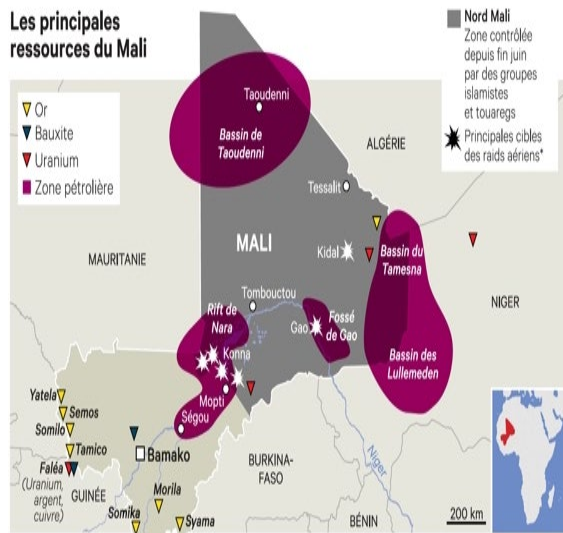 Les principales
ressources du Mali
Or
Bauxite
Uranium
Zone pétrolière
Nord Mali
Zone contrôlée
depuis fin juin
par des groupes
islamistes
et touaregs
Principales cibles
des raids aériens*
Taoudenni
Bassin de
Taoudenni
ALGÉRIE
Tessalit
MALI
Kidal
MAURITANIE
Bassin du
Tamesna
NIGER
Tombouctou
Rift de
Nara
Gao
Fossé
de Gao
Konna
Bassin des
Lullemeden
Mopti
Ségou
Yatela
Semos
Somilo
Tamico
Faléa
(Uranium,
argent,
cuivre)
Bamako
GUINÉE
BURKINA-
FASO
Niger
Morila
Somika
Syama
BÉNIN
200 km